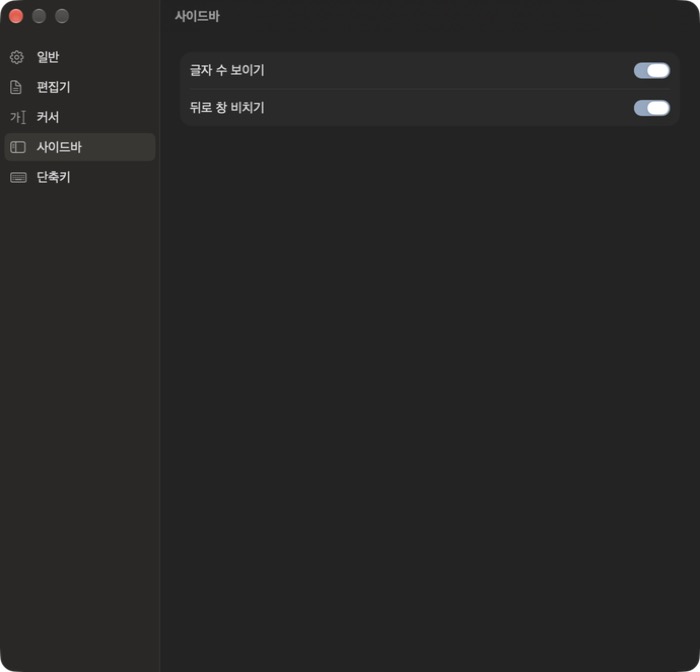 사이드바
일반
편집기
가 커서
사이드바
단축키
글자 수 보이기
뒤로 창 비치기